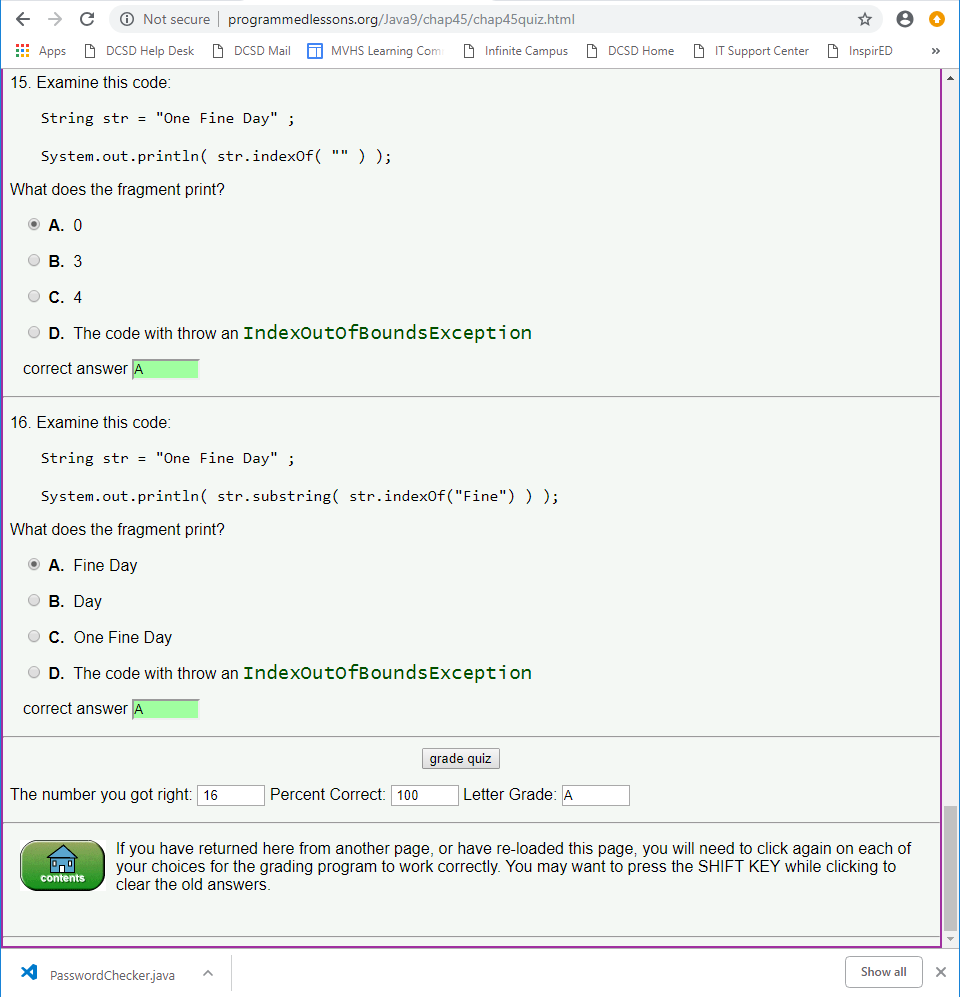 Not secure | programmedlessons.org/Java9/chap45/chap45quiz.html
Apps DCSD Help Desk DCSD Mail MVHS Learning Com Infinite Campus DCSD Home IT Support Center InspirED »
15. Examine this code:
String str = "One Fine Day" ;
System.out.println( str.indexOf( "" ) );
What does the fragment print?
A. 0
B. 3
C. 4
D. The code with throw an IndexOutOfBoundsException
correct answer A
16. Examine this code:
String str = "One Fine Day" ;
System.out.println( str.substring( str.indexOf("Fine") ) );
What does the fragment print?
A. Fine Day
B. Day
C. One Fine Day
D. The code with throw an IndexOutOfBoundsException
correct answer A
grade quiz
The number you got right: 16 Percent Correct: 100 Letter Grade: A
contents
If you have returned here from another page, or have re-loaded this page, you will need to click again on each of
your choices for the grading program to work correctly. You may want to press the SHIFT KEY while clicking to
clear the old answers.
PasswordChecker.java
Show all